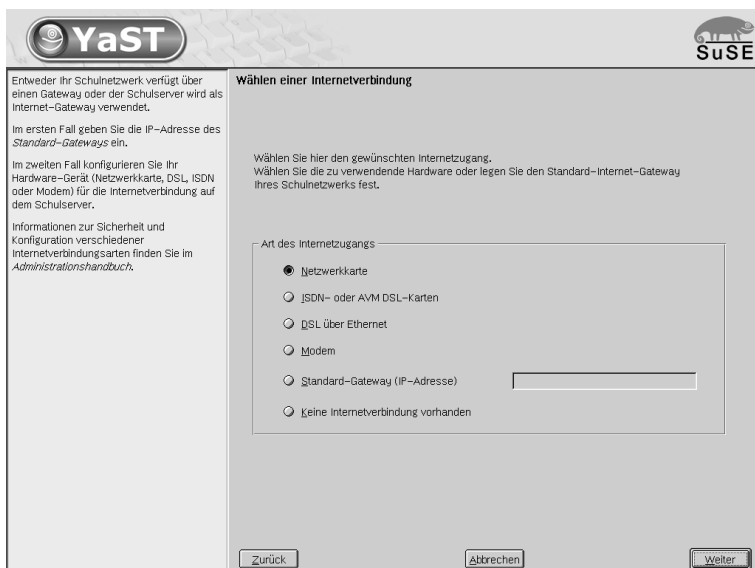 YaST
SuSE
Entweder Ihr Schulnetzwerk verfügt über
einen Gateway oder der Schulserver wird als
Internet-Gateway verwendet.
Im ersten Fall geben Sie die IP-Adresse des
Standard-Gateways ein.
Im zweiten Fall konfigurieren Sie Ihr
Hardware-Gerät (Netzwerkkarte, DSL, ISDN
oder Modem) für die Internetverbindung auf
dem Schulserver.
Informationen zur Sicherheit und
Konfiguration verschiedener
Internetverbindungsarten finden Sie im
Administrationshandbuch.
Wählen einer Internetverbindung
Wählen Sie hier den gewünschten Internetzugang.
Wählen Sie die zu verwendende Hardware oder legen Sie den Standard-Internet-Gateway
Ihres Schulnetzwerks fest.
Art des Internetzugangs
Netzwerkkarte
ISDN- oder AVM DSL-Karten
DSL über Ethernet
Modem
Standard-Gateway (IP-Adresse)
Keine Internetverbindung vorhanden
Zurück
Abbrechen
Weiter